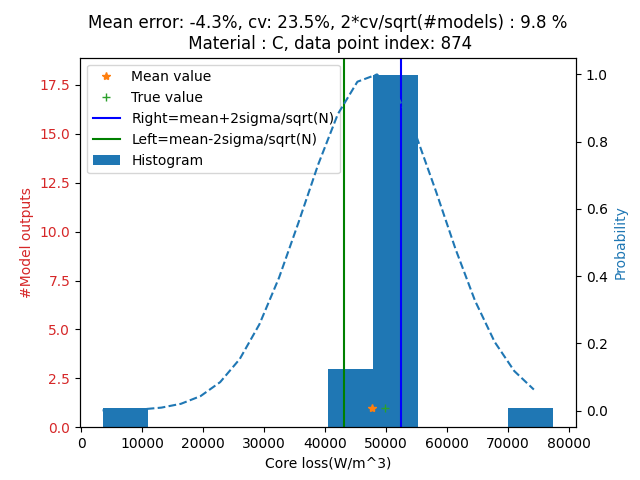 Mean error: -4.3%, cv: 23.5%, 2*cv/sqrt(#models) : 9.8 %
Material : C, data point index: 874
Mean value
True value
Right=mean+2sigma/sqrt(N)
Left=mean-2sigma/sqrt(N)
Histogram
#Model outputs
17.5
15.0
12.5
10.0
7.5
5.0
2.5
0.0
Probability
1.0
0.8
0.6
0.4
0.2
0.0
0 10000 20000 30000 40000 50000 60000 70000 80000
Core loss(W/m^3)